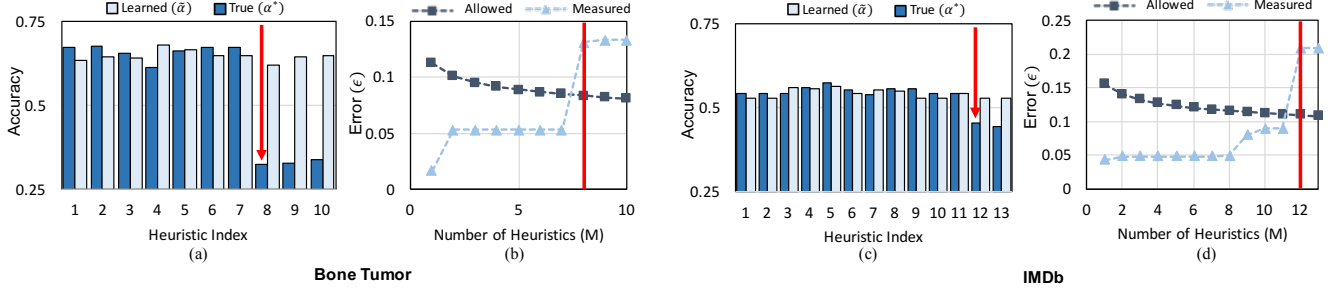 Learned (α̃) True (α*)
0.75
0.5
0.25
Accuracy
1 2 3 4 5 6 7 8 9 10
Heuristic Index
(a)
Allowed Measured
0.15
0.1
0.05
0
Error (ϵ)
0 5 10
Number of Heuristics (M)
(b)
Bone Tumor
Learned (α̃) True (α*)
0.75
0.5
0.25
Accuracy
1 2 3 4 5 6 7 8 9 10 11 12 13
Heuristic Index
(c)
Allowed Measured
0.25
0.2
0.15
0.1
0.05
0
Error (ϵ)
0 2 4 6 8 10 12
Number of Heuristics (M)
(d)
IMDb